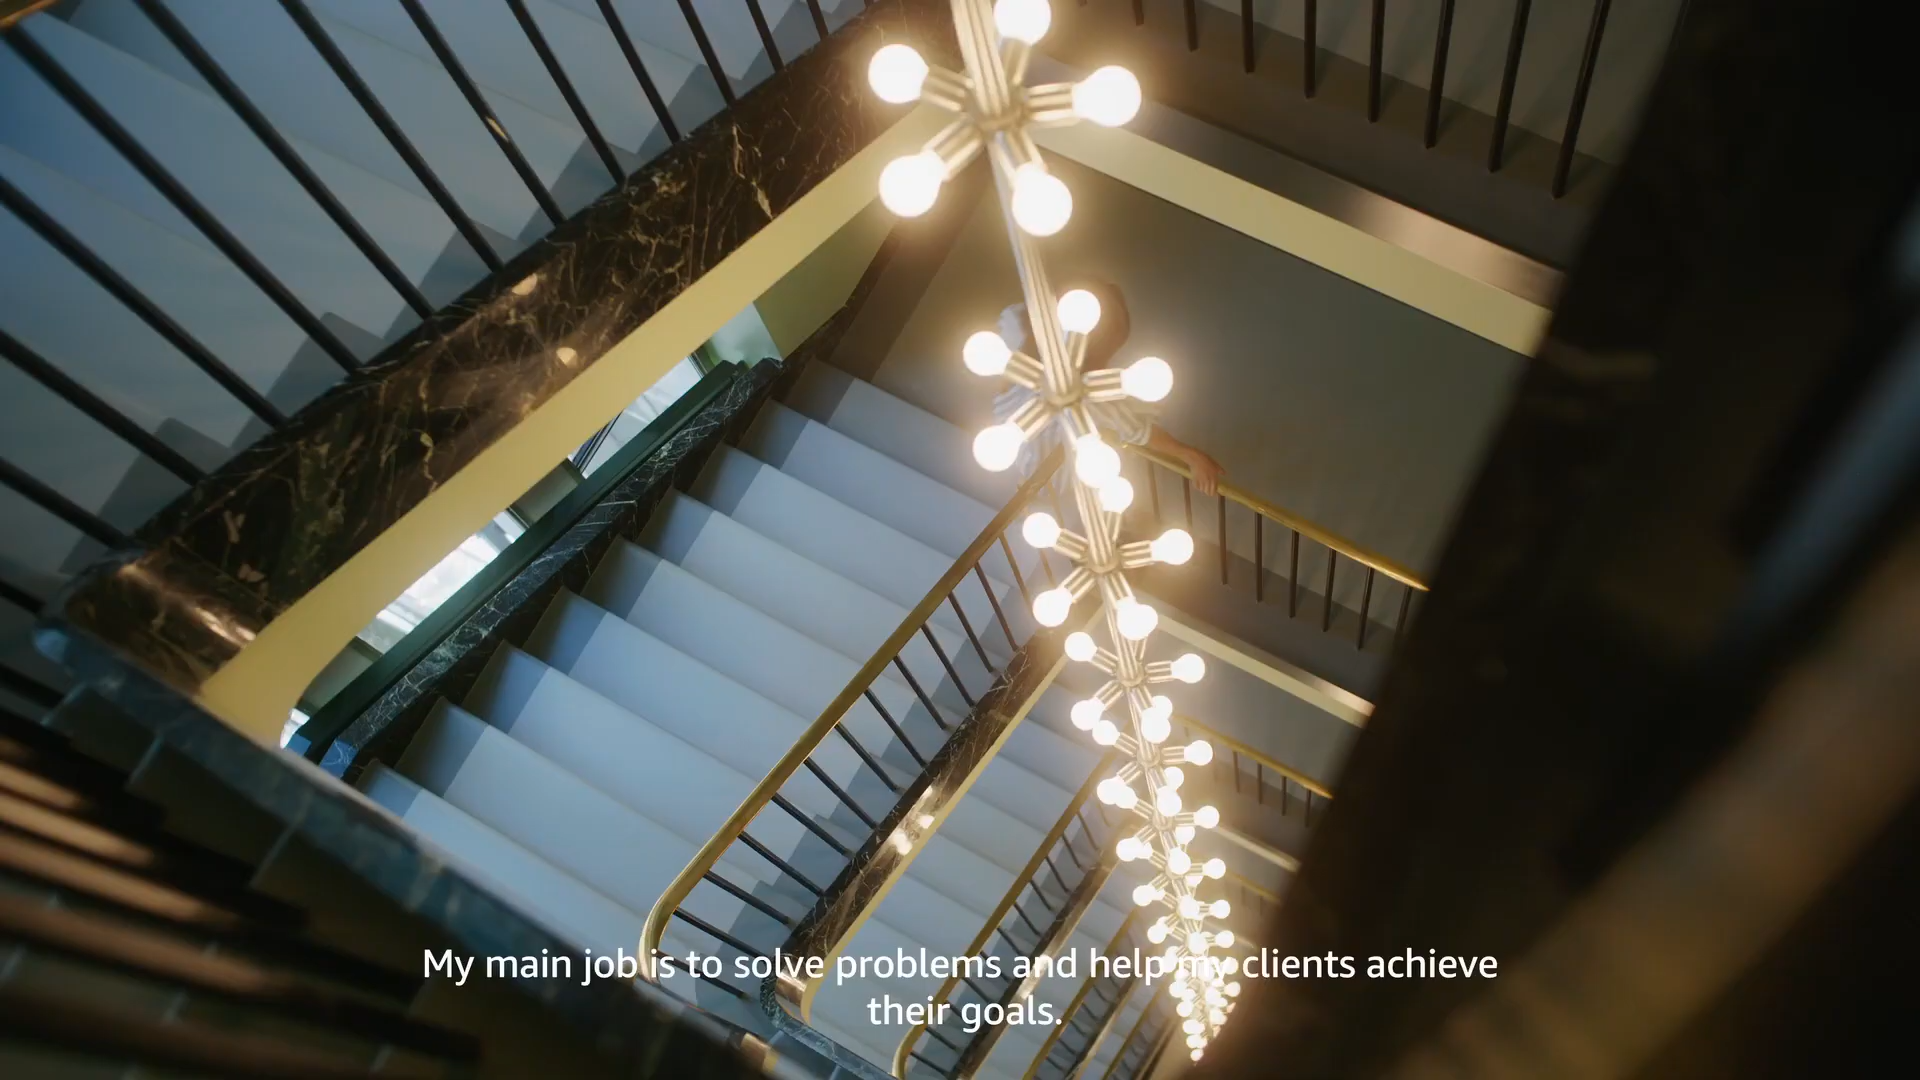 My main job is to solve problems and help my clients achieve
their goals.